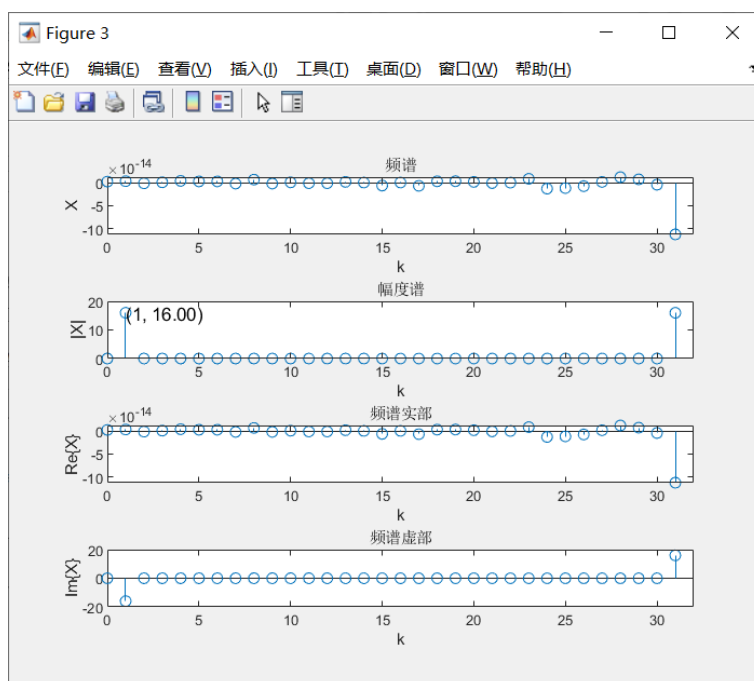 Figure 3
文件(F) 编辑(E) 查看(V) 插入(I) 工具(T) 桌面(D) 窗口(W) 帮助(H)
频谱
×10⁻¹⁴
0
-5
-10
X
0 5 10 15 20 25 30
k
幅度谱
20
10
0
|X|
(1, 16.00)
0 5 10 15 20 25 30
k
频谱实部
×10⁻¹⁴
0
-5
-10
Re{X}
0 5 10 15 20 25 30
k
频谱虚部
20
0
-20
Im{X}
0 5 10 15 20 25 30
k